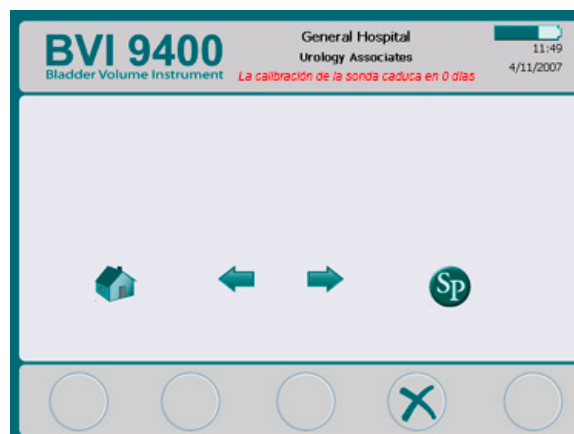 BVI 9400
Bladder Volume Instrument
General Hospital
Urology Associates
La calibración de la sonda caduca en 0 días
11:49
4/11/2007
SP